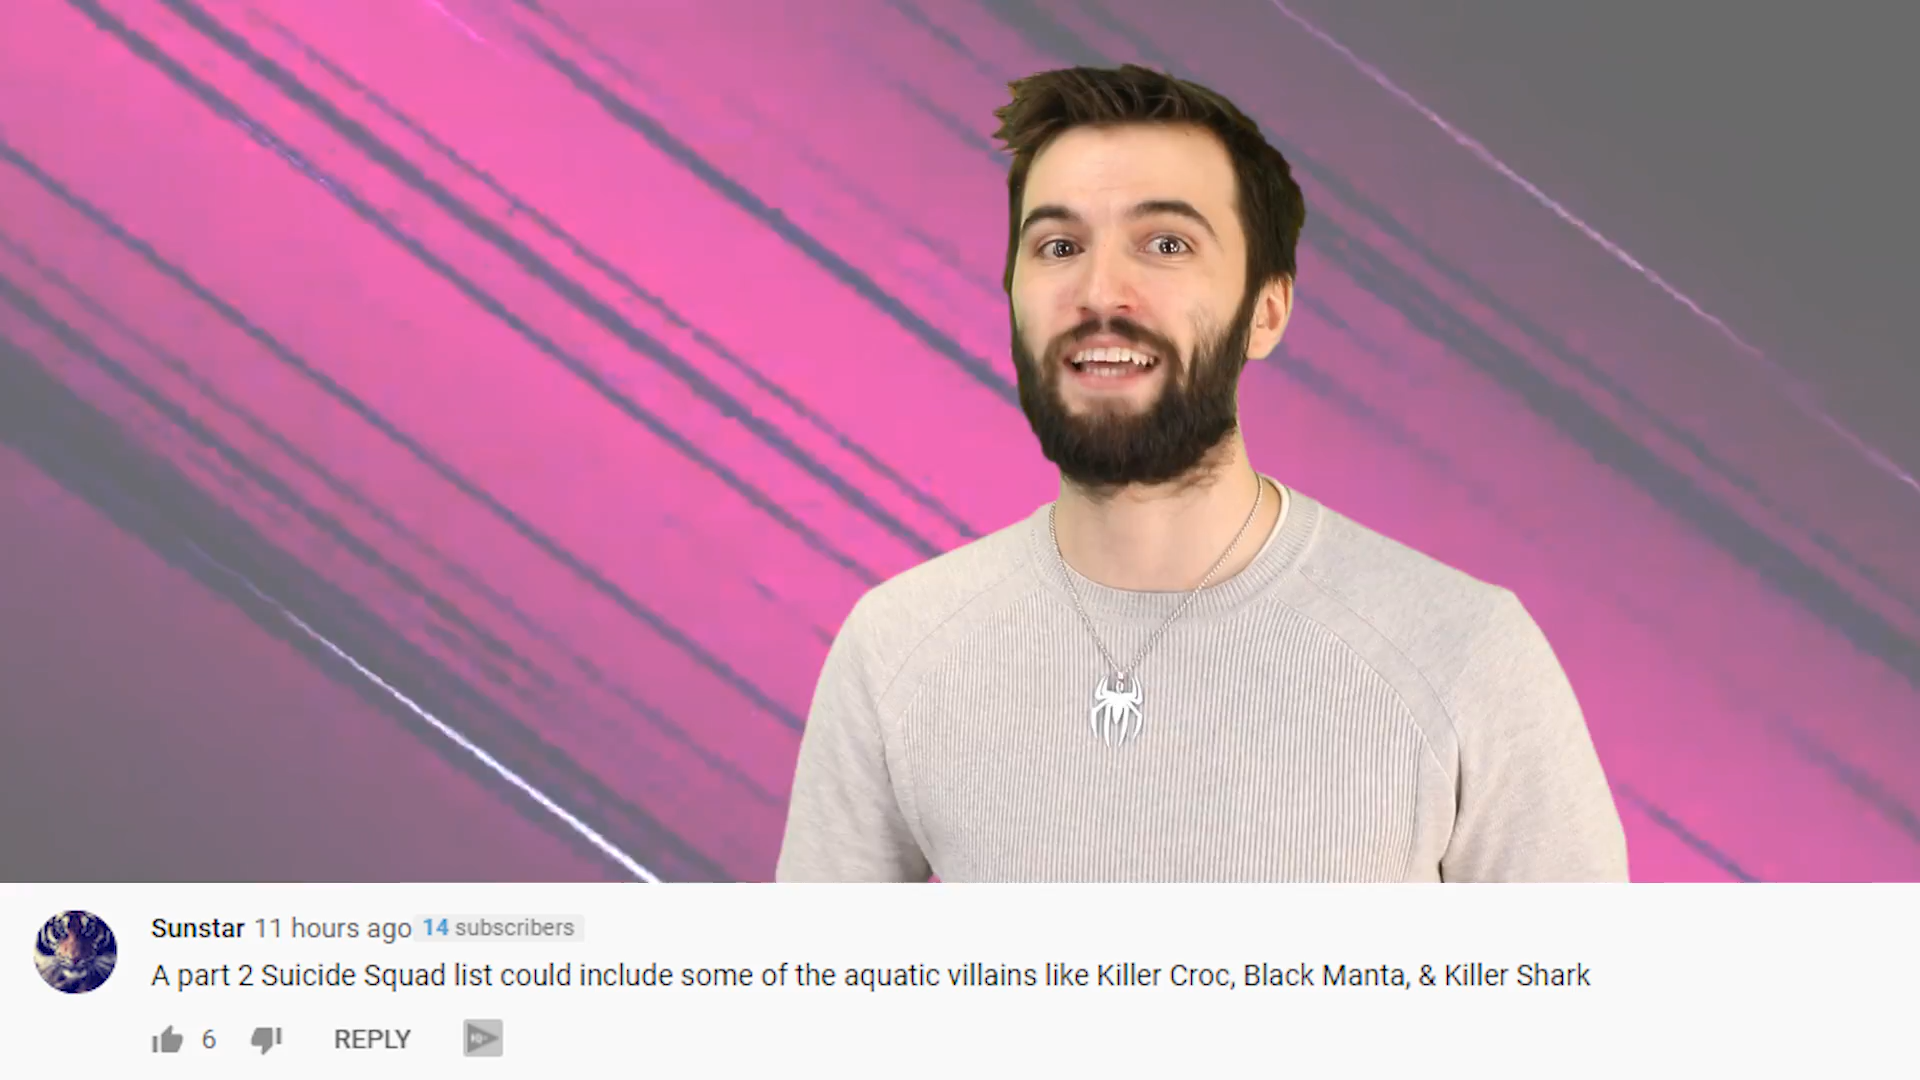 Sunstar 11 hours ago 14 subscribers
A part 2 Suicide Squad list could include some of the aquatic villains like Killer Croc, Black Manta, & Killer Shark
6 REPLY